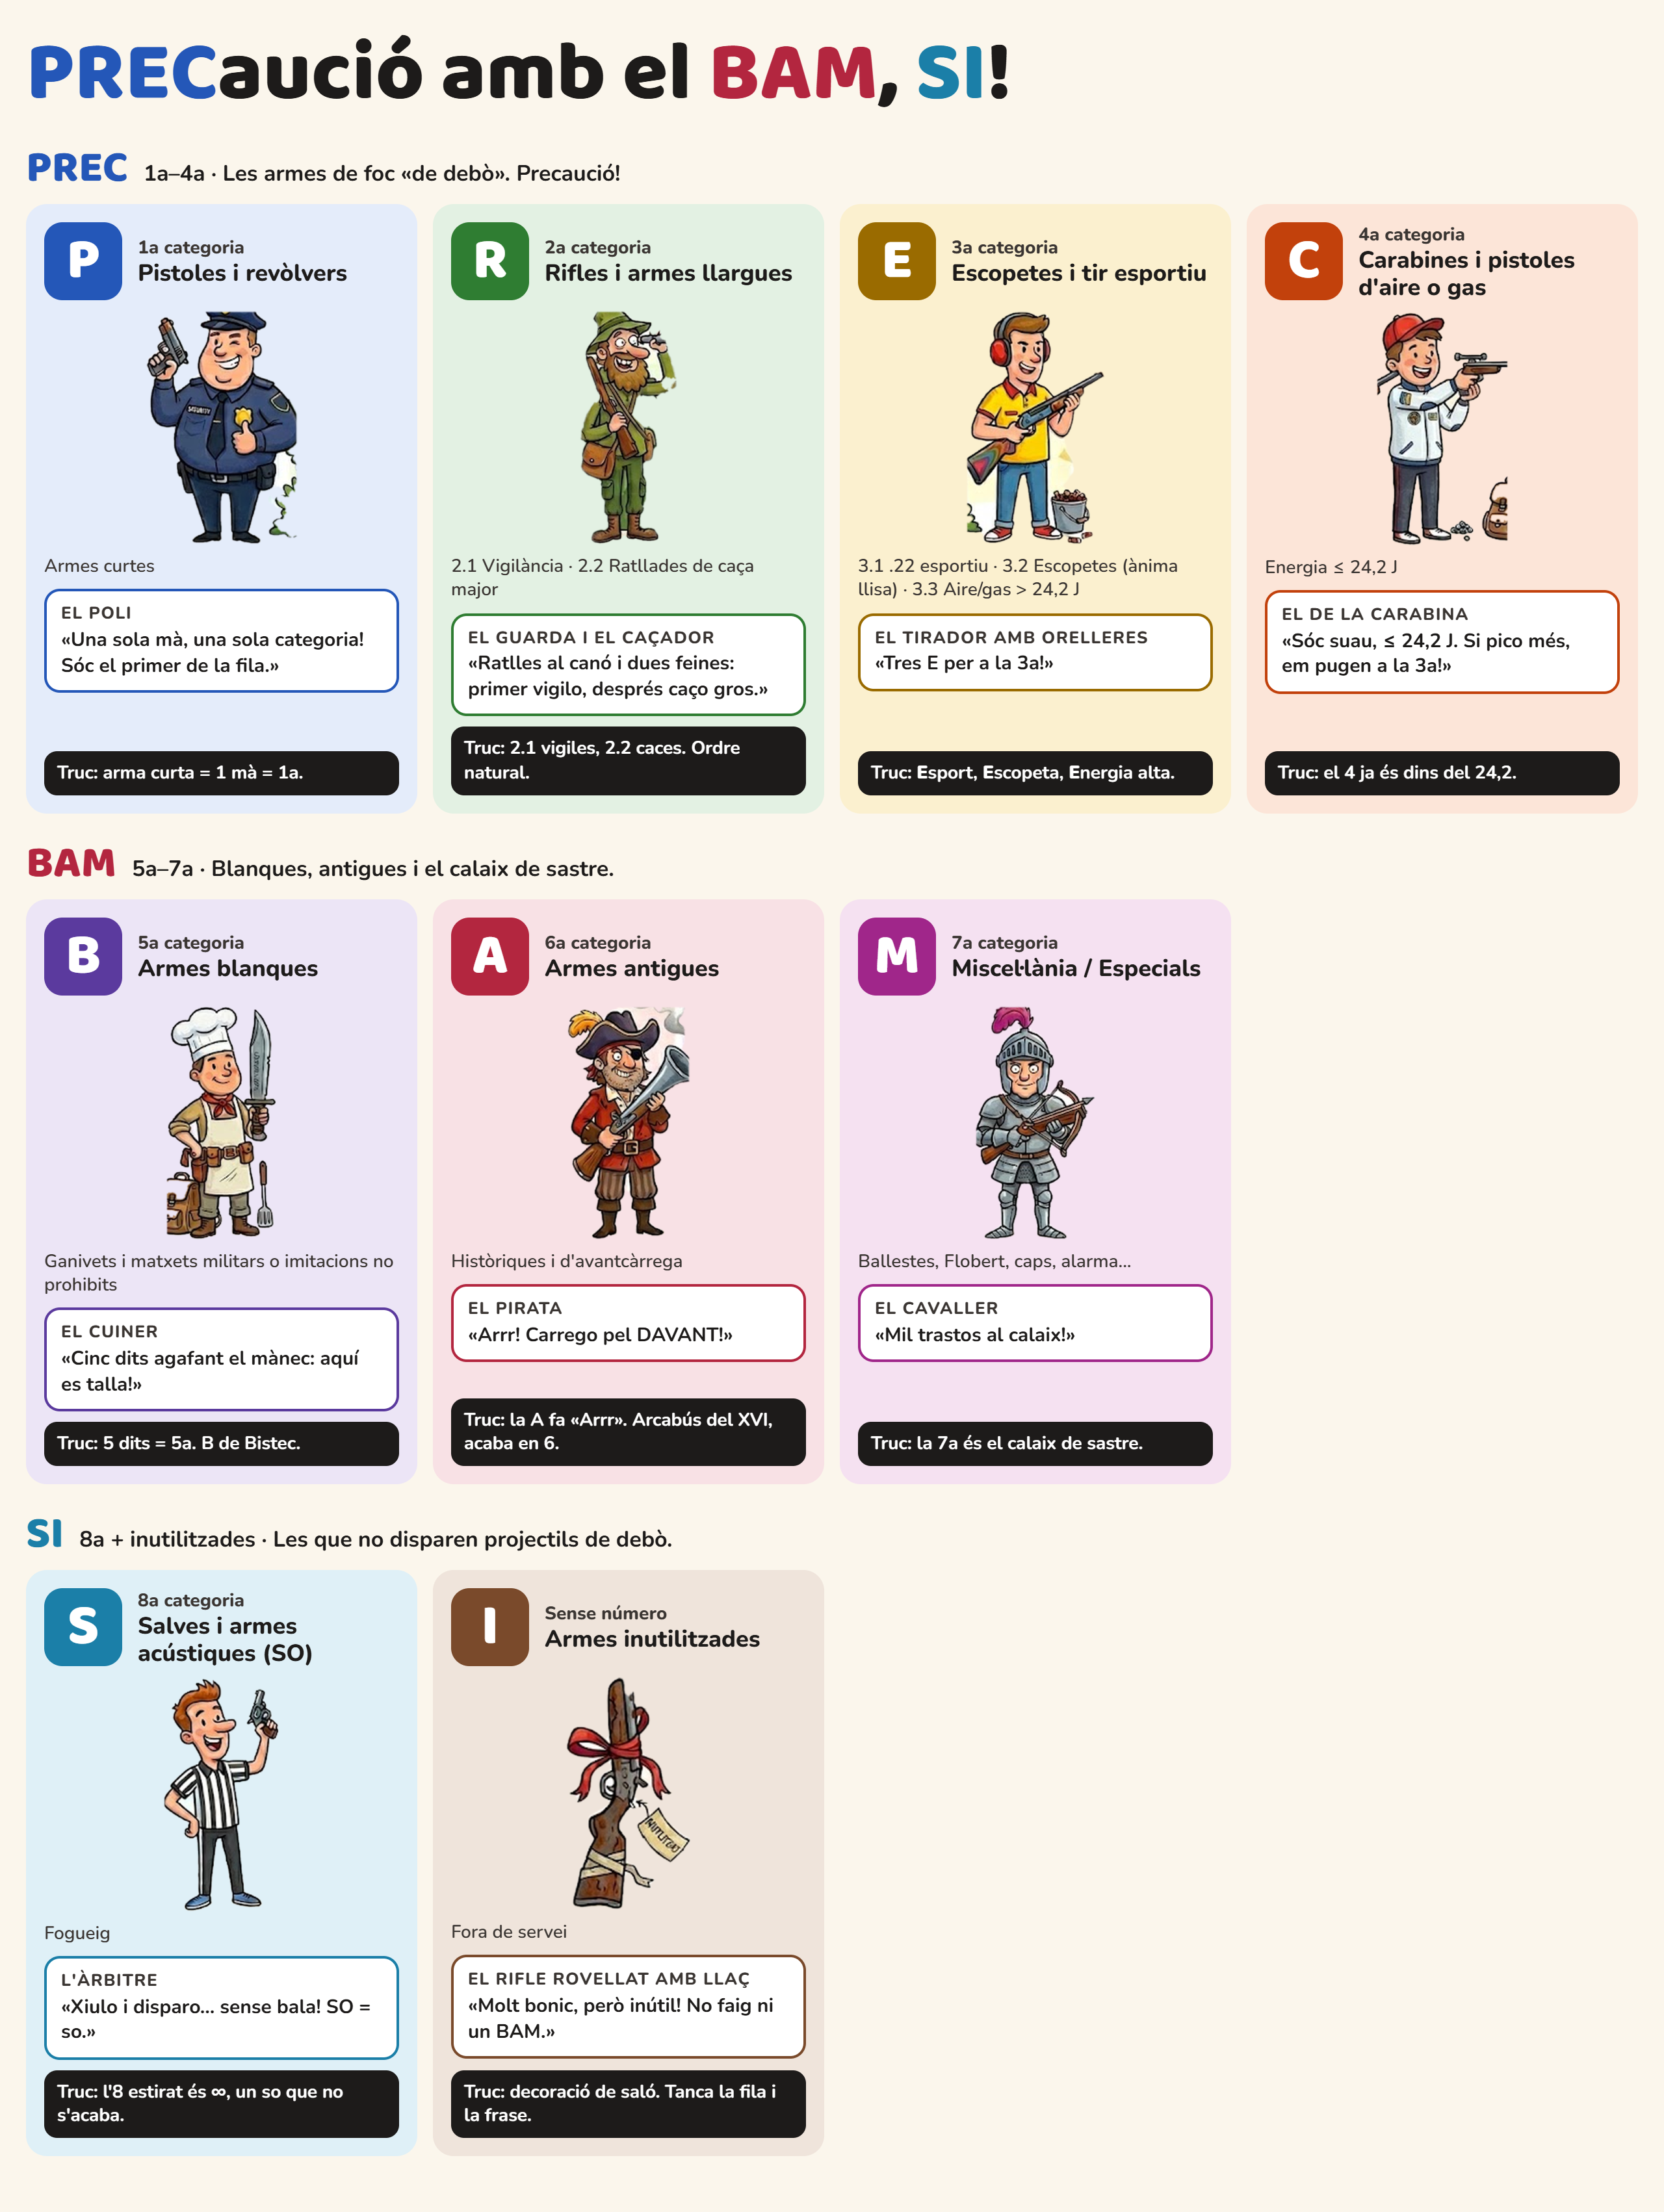 PRECaució amb el BAM, SI!
PREC 1a–4a · Les armes de foc «de debò». Precaució!
P
1a categoria
Pistoles i revòlvers
SECURITY
Armes curtes
EL POLI
«Una sola mà, una sola categoria!
Sóc el primer de la fila.»
Truc: arma curta = 1 mà = 1a.
R
2a categoria
Rifles i armes llargues
2.1 Vigilància · 2.2 Ratllades de caça
major
EL GUARDA I EL CAÇADOR
«Ratlles al canó i dues feines:
primer vigilo, després caço gros.»
Truc: 2.1 vigiles, 2.2 caces. Ordre
natural.
E
3a categoria
Escopetes i tir esportiu
3.1 .22 esportiu · 3.2 Escopetes (ànima
llisa) · 3.3 Aire/gas > 24,2 J
EL TIRADOR AMB ORELLERES
«Tres E per a la 3a!»
Truc: Esport, Escopeta, Energia alta.
C
4a categoria
Carabines i pistoles
d'aire o gas
Energia ≤ 24,2 J
EL DE LA CARABINA
«Sóc suau, ≤ 24,2 J. Si pico més,
em pugen a la 3a!»
Truc: el 4 ja és dins del 24,2.
BAM 5a–7a · Blanques, antigues i el calaix de sastre.
B
5a categoria
Armes blanques
Ganivets i matxets militars o imitacions no
prohibits
EL CUINER
«Cinc dits agafant el mànec: aquí
es talla!»
Truc: 5 dits = 5a. B de Bistec.
A
6a categoria
Armes antigues
Històriques i d'avantcàrrega
EL PIRATA
«Arrr! Carrego pel DAVANT!»
Truc: la A fa «Arrr». Arcabús del XVI,
acaba en 6.
M
7a categoria
Miscel·lània / Especials
Ballestes, Flobert, caps, alarma…
EL CAVALLER
«Mil trastos al calaix!»
Truc: la 7a és el calaix de sastre.
SI 8a + inutilitzades · Les que no disparen projectils de debò.
S
8a categoria
Salves i armes
acústiques (SO)
Fogueig
L'ÀRBITRE
«Xiulo i disparo… sense bala! SO =
so.»
Truc: l'8 estirat és ∞, un so que no
s'acaba.
I
Sense número
Armes inutilitzades
Fora de servei
EL RIFLE ROVELLAT AMB LLAÇ
«Molt bonic, però inútil! No faig ni
un BAM.»
Truc: decoració de saló. Tanca la fila i
la frase.